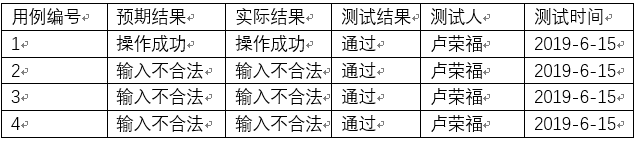 用例编号 预期结果 实际结果 测试结果 测试人 测试时间
1 操作成功 操作成功 通过 卢荣福 2019-6-15
2 输入不合法 输入不合法 通过 卢荣福 2019-6-15
3 输入不合法 输入不合法 通过 卢荣福 2019-6-15
4 输入不合法 输入不合法 通过 卢荣福 2019-6-15